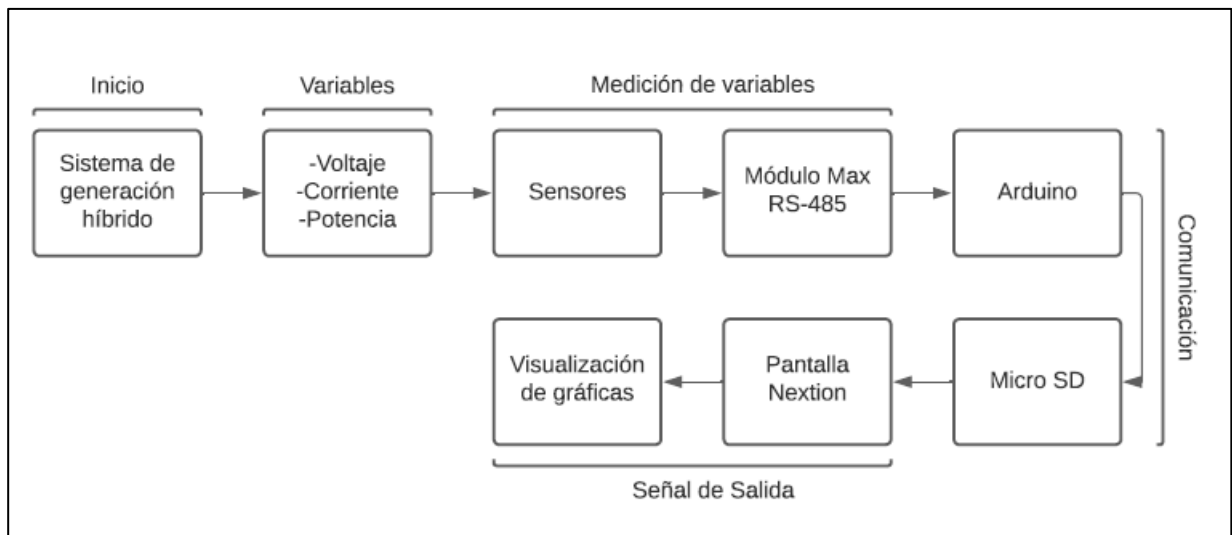 Inicio
Variables
Medición de variables
Sistema de
generación
híbrido
-Voltaje
-Corriente
-Potencia
Sensores
Módulo Max
RS-485
Arduino
Comunicación
Micro SD
Pantalla
Nextion
Visualización
de gráficas
Señal de Salida